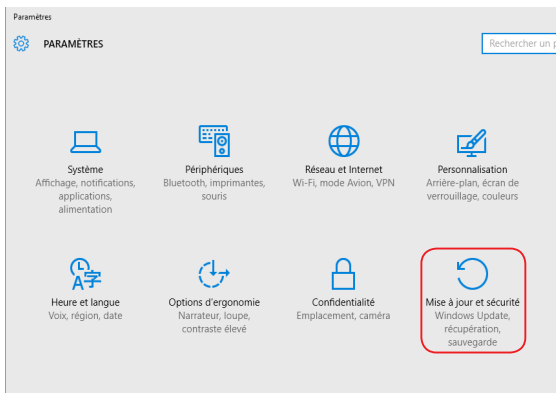 Paramètres
PARAMÈTRES
Rechercher un p
Système
Affichage, notifications,
applications,
alimentation
Périphériques
Bluetooth, imprimantes,
souris
Réseau et Internet
Wi-Fi, mode Avion, VPN
Personnalisation
Arrière-plan, écran de
verrouillage, couleurs
Heure et langue
Voix, région, date
Options d'ergonomie
Narrateur, loupe,
contraste élevé
Confidentialité
Emplacement, caméra
Mise à jour et sécurité
Windows Update,
récupération,
sauvegarde